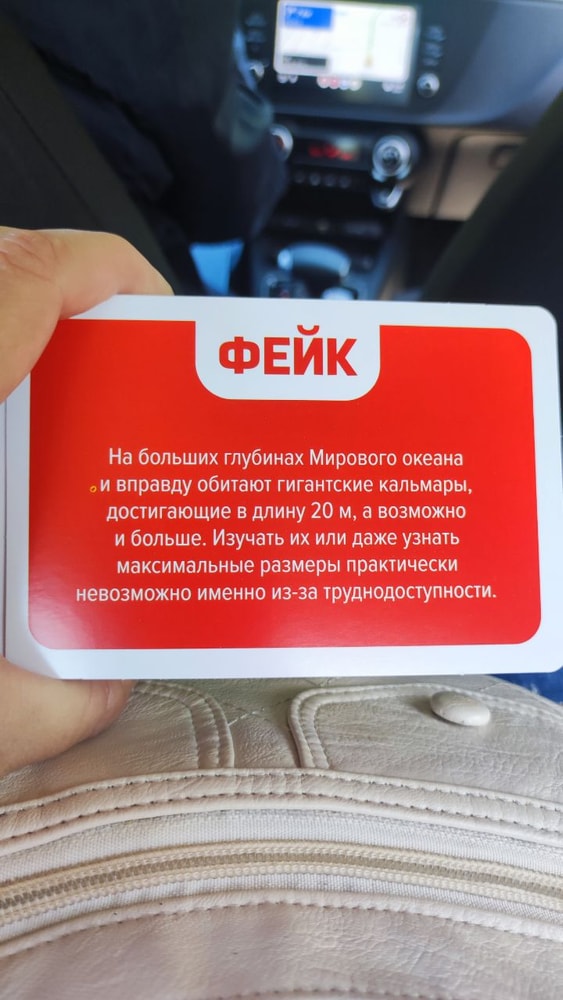 ФЕЙК
На больших глубинах Мирового океана
и вправду обитают гигантские кальмары,
достигающие в длину 20 м, а возможно
и больше. Изучать их или даже узнать
максимальные размеры практически
невозможно именно из-за труднодоступности.